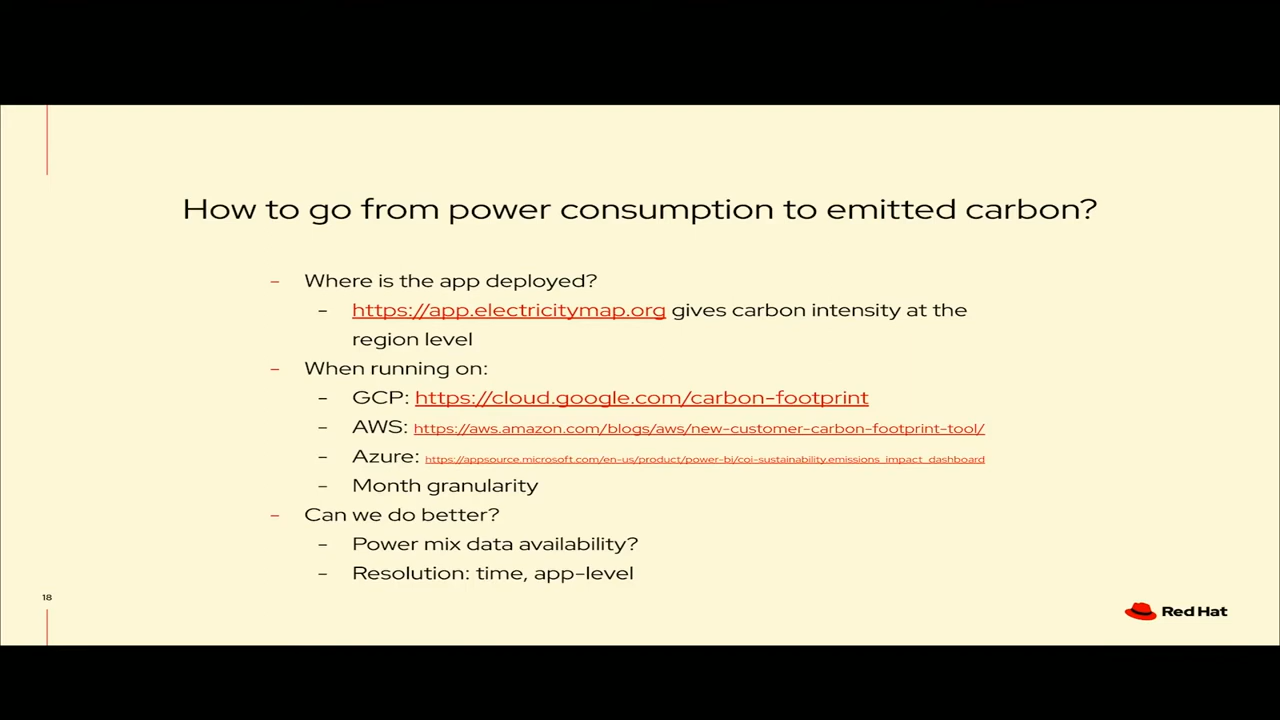 How to go from power consumption to emitted carbon?
- Where is the app deployed?
- https://app.electricitymap.org gives carbon intensity at the
region level
- When running on:
- GCP: https://cloud.google.com/carbon-footprint
- AWS: https://aws.amazon.com/blogs/aws/new-customer-carbon-footprint-tool/
- Azure: https://appsource.microsoft.com/en-us/product/power-bi/coi-sustainability.emissions_impact_dashboard
- Month granularity
- Can we do better?
- Power mix data availability?
- Resolution: time, app-level
18
Red Hat